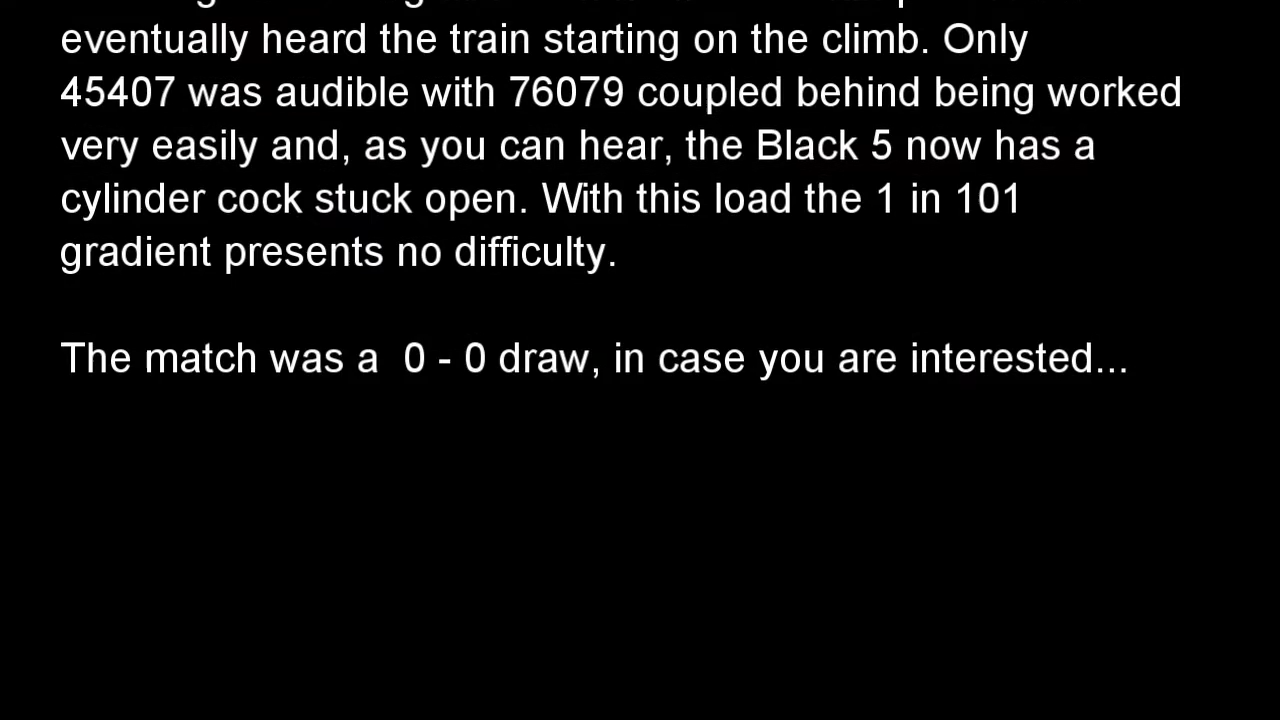 eventually heard the train starting on the climb. Only
45407 was audible with 76079 coupled behind being worked
very easily and, as you can hear, the Black 5 now has a
cylinder cock stuck open. With this load the 1 in 101
gradient presents no difficulty.
The match was a  0 - 0 draw, in case you are interested...